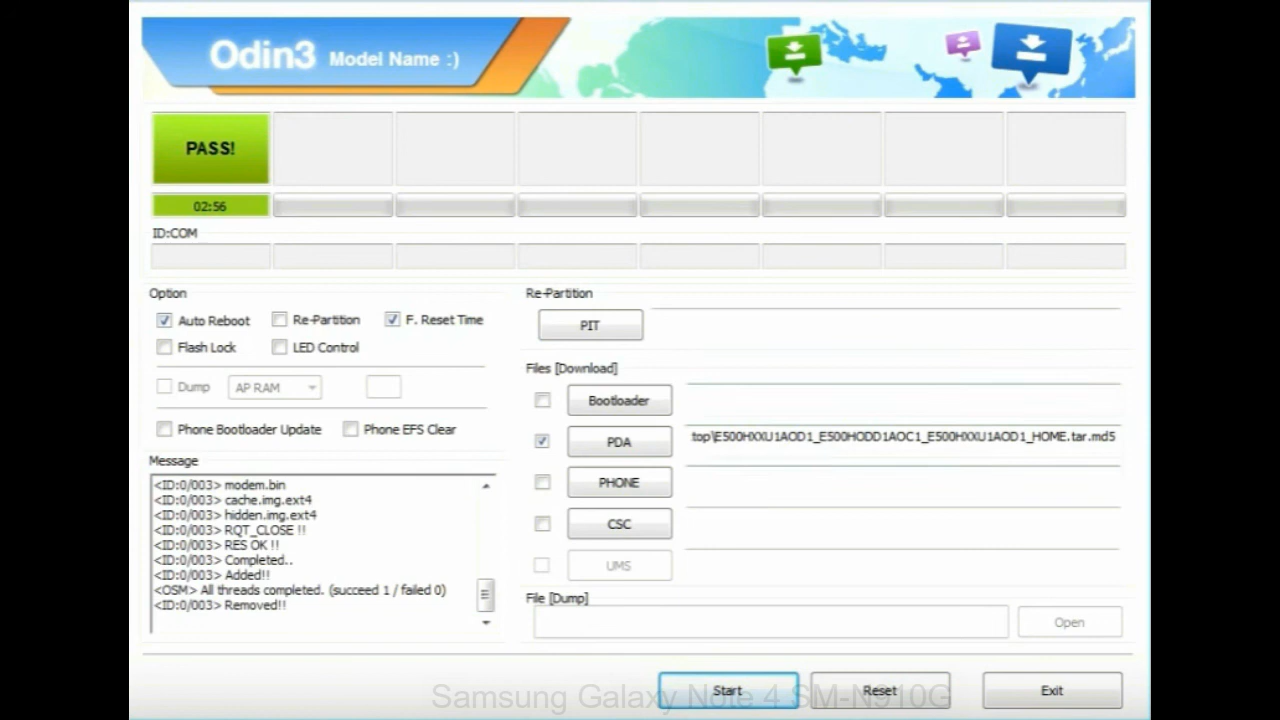 Odin3 Model Name :)
PASS!
02:56
ID:COM
Option
Auto Reboot Re-Partition F. Reset Time
Flash Lock LED Control
Dump AP RAM
Phone Bootloader Update Phone EFS Clear
Message
<ID:0/003> modem.bin
<ID:0/003> cache.img.ext4
<ID:0/003> hidden.img.ext4
<ID:0/003> RQT_CLOSE !!
<ID:0/003> RES OK !!
<ID:0/003> Completed..
<ID:0/003> Added!!
<OSM> All threads completed. (succeed 1 / failed 0)
<ID:0/003> Removed!!
Re-Partition
PIT
Files [Download]
Bootloader
PDA top\E500HXXU1AOD1_E500HODD1AOC1_E500HXXU1AOD1_HOME.tar.md5
PHONE
CSC
UMS
File [Dump]
Open
Start Reset Exit
Samsung Galaxy Note 4 SM-N910G